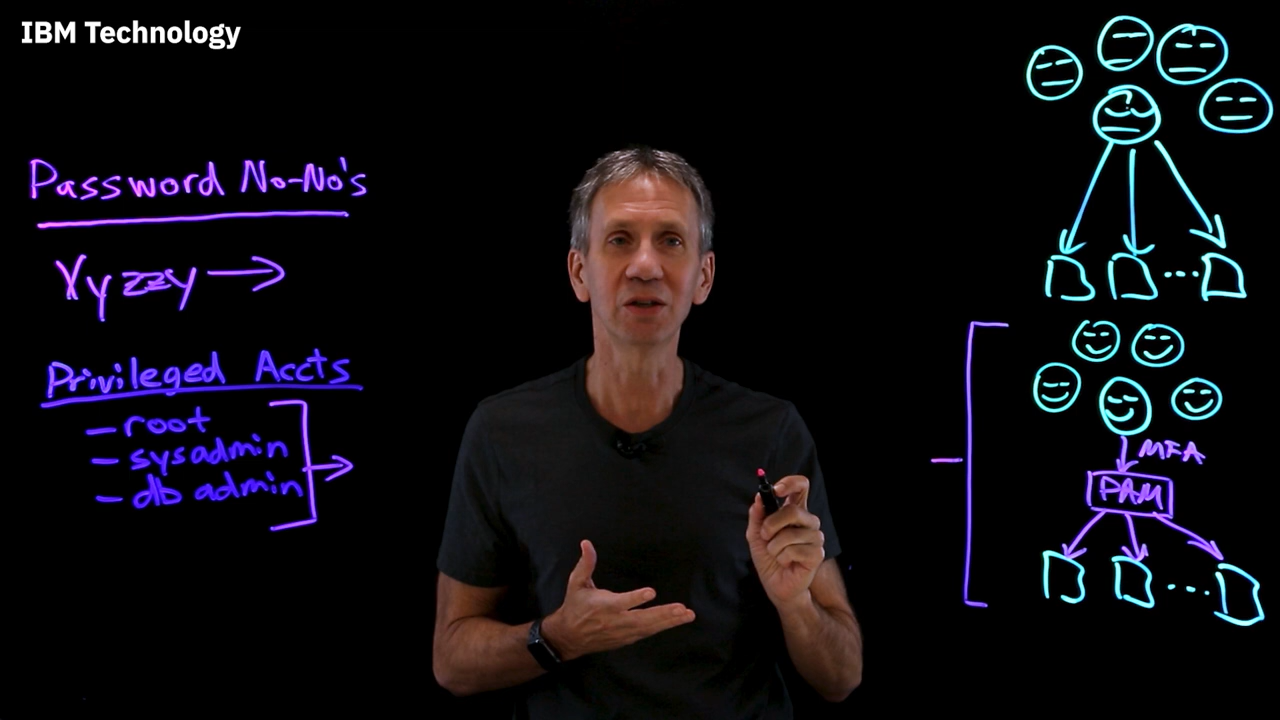 IBM Technology
Password No-No's
Xyzzy
Privileged Accts
- root
- sysadmin
- db admin
MFA
PAM